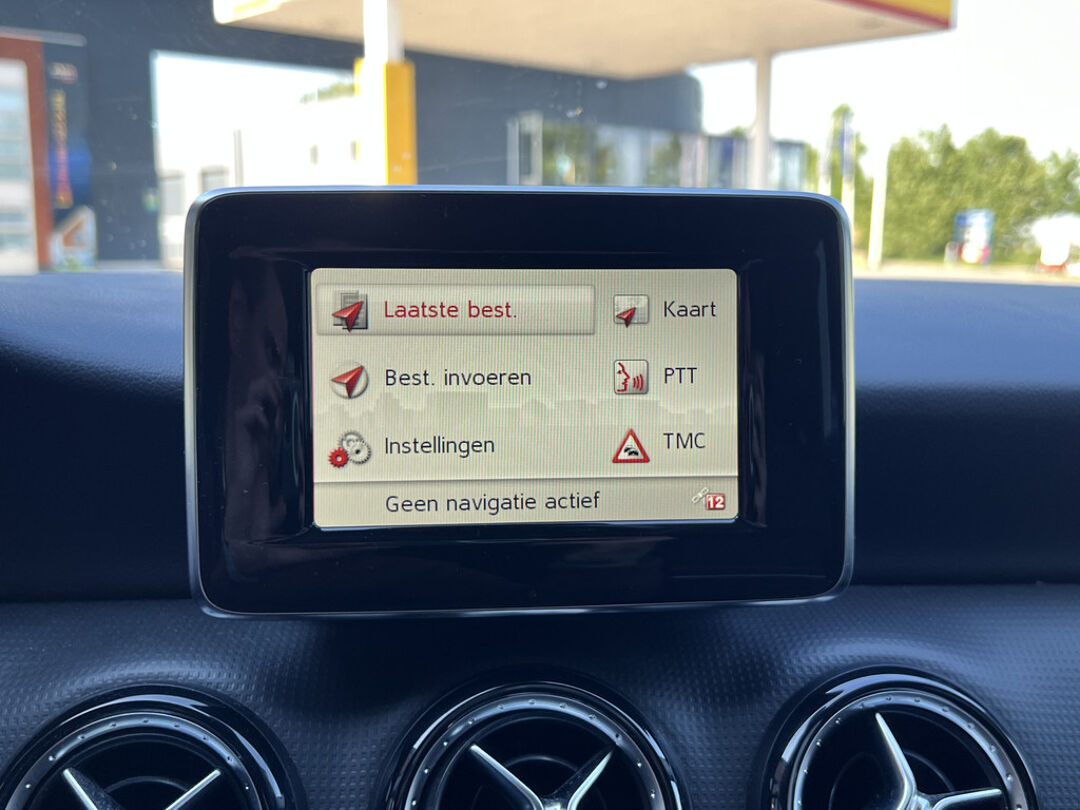 Laatste best.
Kaart
Best. invoeren
PTT
Instellingen
TMC
Geen navigatie actief
12